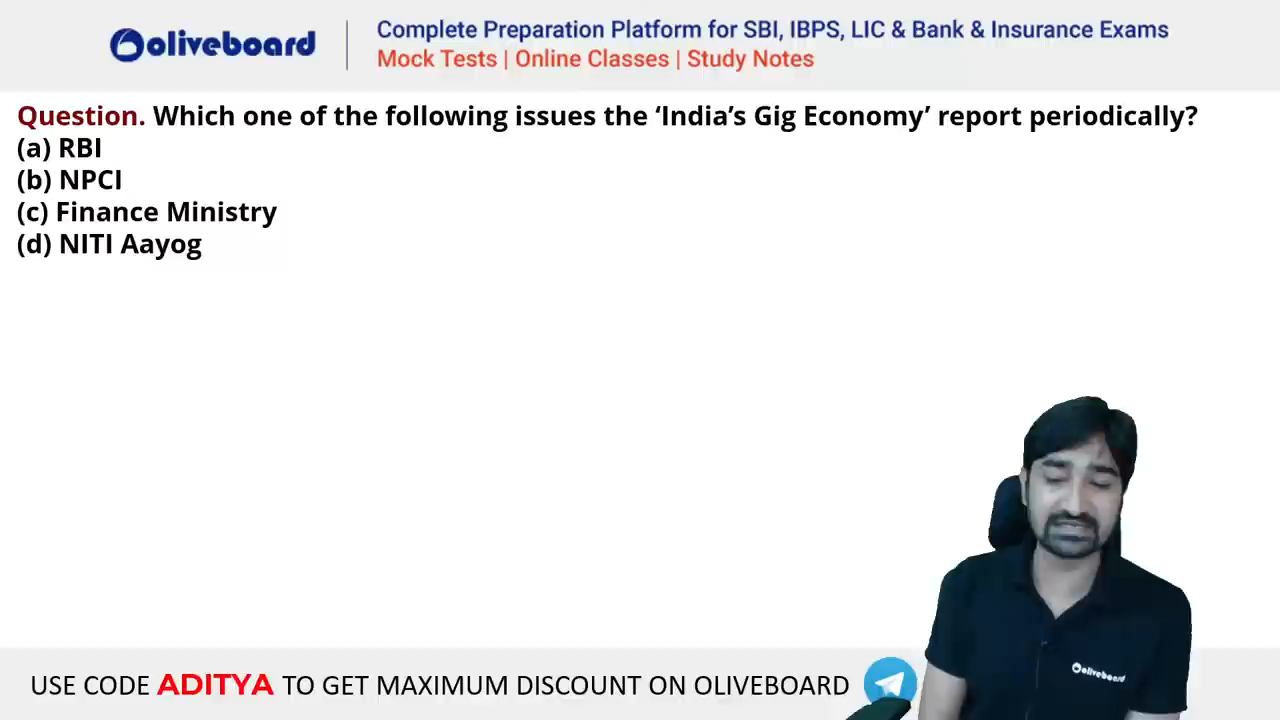 oliveboard
Complete Preparation Platform for SBI, IBPS, LIC & Bank & Insurance Exams
Mock Tests | Online Classes | Study Notes
Question. Which one of the following issues the ‘India’s Gig Economy’ report periodically?
(a) RBI
(b) NPCI
(c) Finance Ministry
(d) NITI Aayog
oliveboard
USE CODE ADITYA TO GET MAXIMUM DISCOUNT ON OLIVEBOARD